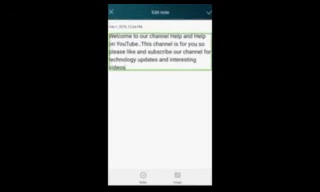 Edit note
Welcome to our channel Help and Help
on YouTube..This channel is for you so
please like and subscribe our channel for
technology updates and interesting
videos